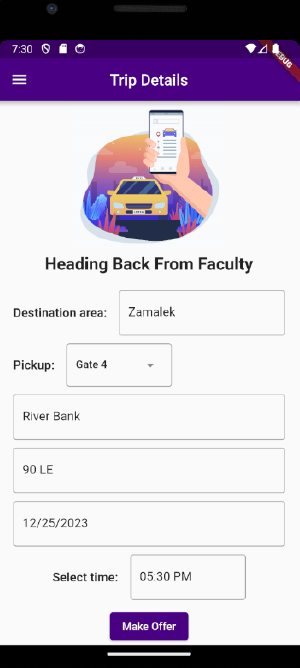 7:30
DEBUG
Trip Details
Heading Back From Faculty
Destination area: Zamalek
Pickup: Gate 4
River Bank
90 LE
12/25/2023
Select time: 05:30 PM
Make Offer